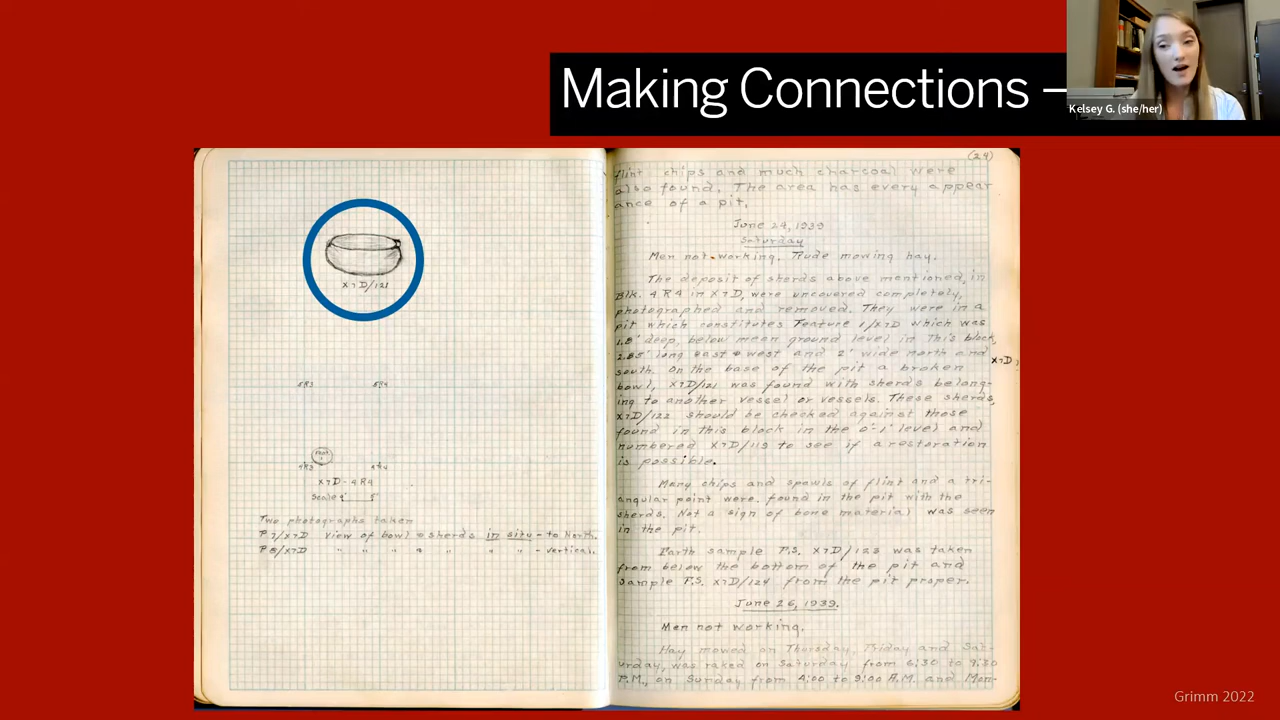 Making Connections –
Kelsey G. (she/her)
X7D/121
5R3 5R4
4R3 4R4
X7D - 4R4
Scale 5'
Two photographs taken
P7/X7D View of bowl & sherds in situ - to North.
P8/X7D " " " & " " " - vertical.
(24)
flint chips and much charcoal were
also found. The area has every appear
ance of a pit.
June 24, 1939
Saturday
Men not working. Rude mowing hay.
The deposit of sherds above mentioned, in
Blk. 4R4 in X7D, were uncovered completely,
photographed and removed. They were in a
pit which constitutes Feature 1/X7D which was
1.8' deep, below mean ground level in this block,
2.85' long east & west and 2' wide north and
X7D
south. On the base of the pit a broken
bowl, X7D/121 was found with sherds belong-
ing to another vessel or vessels. These sherds,
X7D/122 should be checked against those
found in this block in the 0'-1' level and
numbered X7D/119 to see if a restoration
is possible.
Many chips and spawls of flint and a tri-
angular point were found in the pit with the
sherds. Not a sign of bone material was seen
in the pit.
Earth sample P.S. X7D/123 was taken
from below the bottom of the pit and
sample P.S. X7D/124 from the pit proper.
June 26, 1939.
Men not working.
Hay mowed on Thursday, Friday and Sat-
urday, was raked on Saturday from 6:30 to 9:30
P.M., on Sunday from 4:00 to 9:00 A.M. and Mon-
Grimm 2022